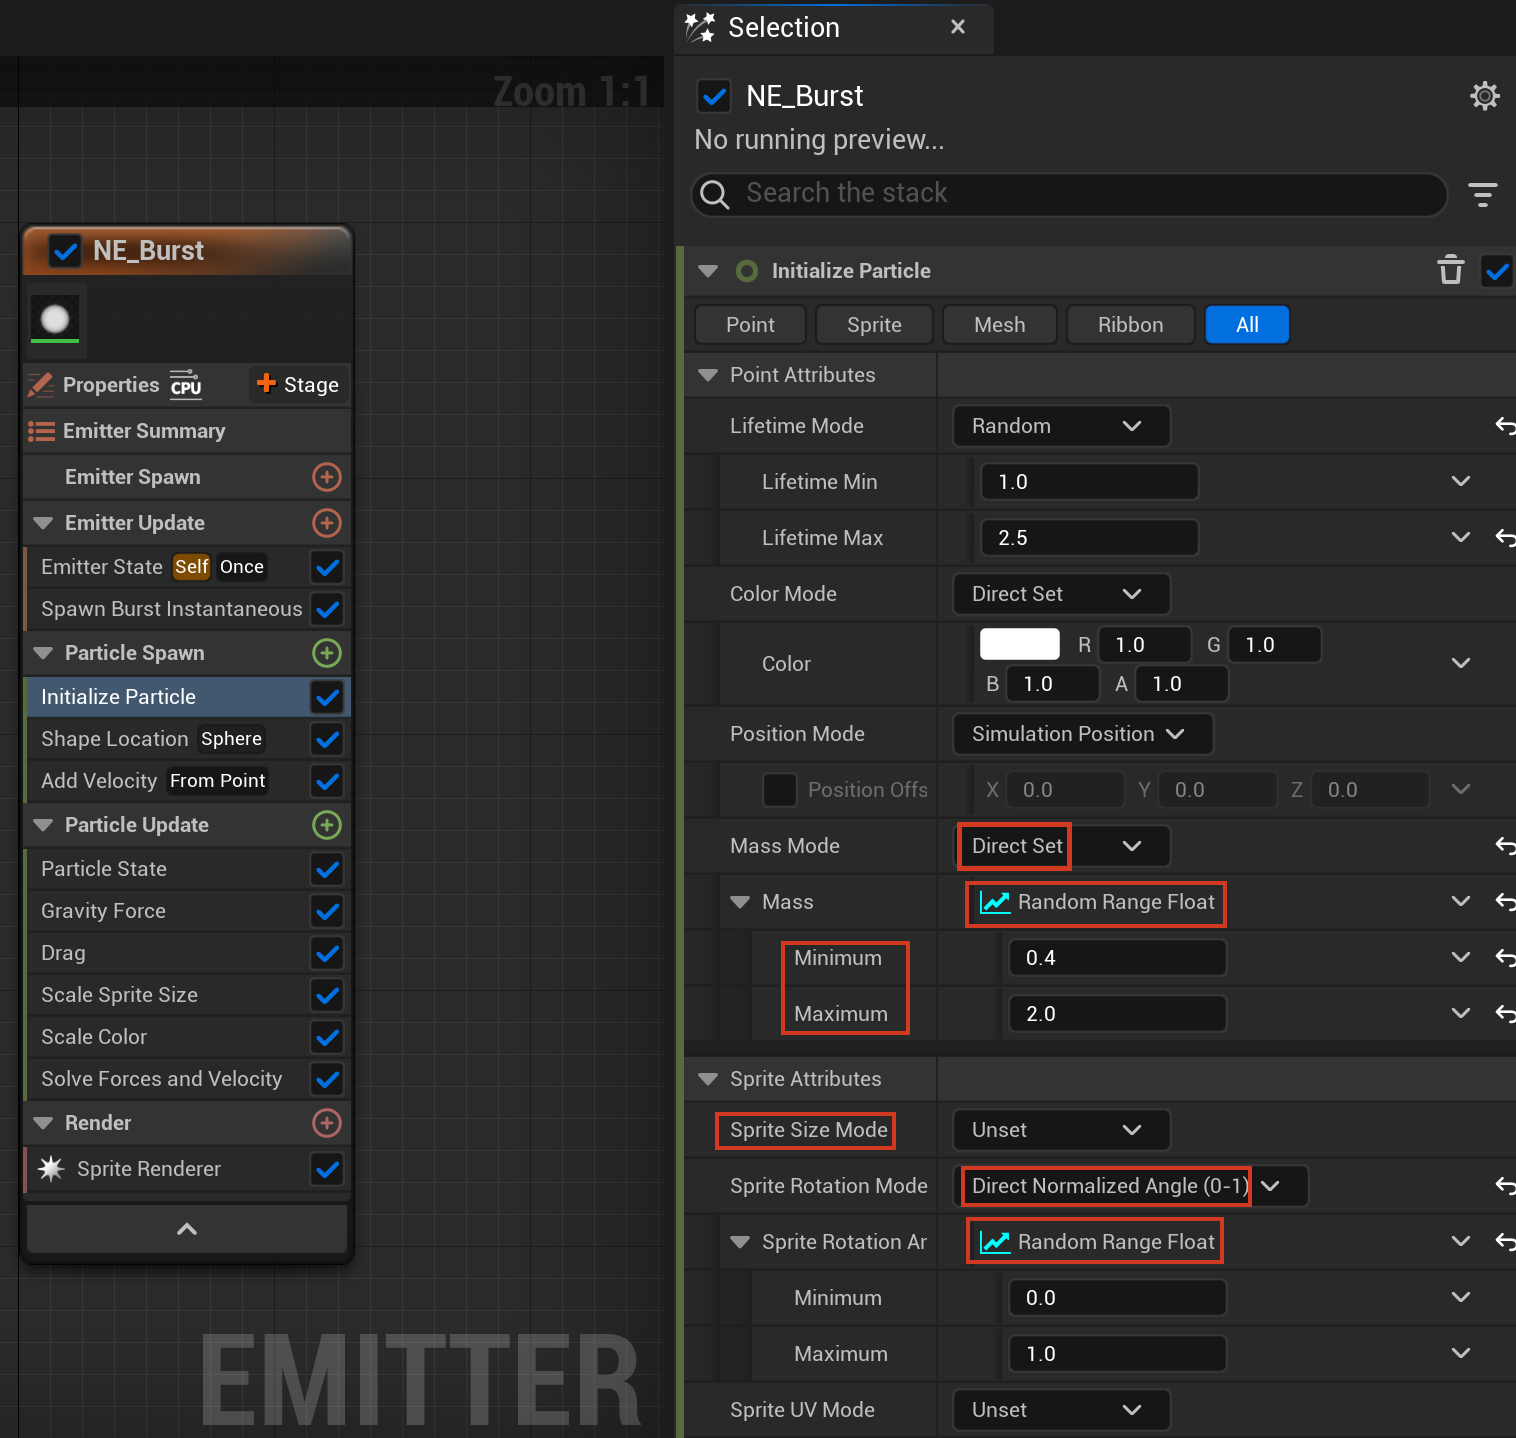 Zoom 1:1
NE_Burst
Properties CPU Stage
Emitter Summary
Emitter Spawn
Emitter Update
Emitter State Self Once
Spawn Burst Instantaneous
Particle Spawn
Initialize Particle
Shape Location Sphere
Add Velocity From Point
Particle Update
Particle State
Gravity Force
Drag
Scale Sprite Size
Scale Color
Solve Forces and Velocity
Render
Sprite Renderer
EMITTER
Selection
NE_Burst
No running preview...
Search the stack
Initialize Particle
Point Sprite Mesh Ribbon All
Point Attributes
Lifetime Mode Random
Lifetime Min 1.0
Lifetime Max 2.5
Color Mode Direct Set
Color R 1.0 G 1.0
B 1.0 A 1.0
Position Mode Simulation Position
Position Offs X 0.0 Y 0.0 Z 0.0
Mass Mode Direct Set
Mass Random Range Float
Minimum 0.4
Maximum 2.0
Sprite Attributes
Sprite Size Mode Unset
Sprite Rotation Mode Direct Normalized Angle (0-1)
Sprite Rotation Ar Random Range Float
Minimum 0.0
Maximum 1.0
Sprite UV Mode Unset